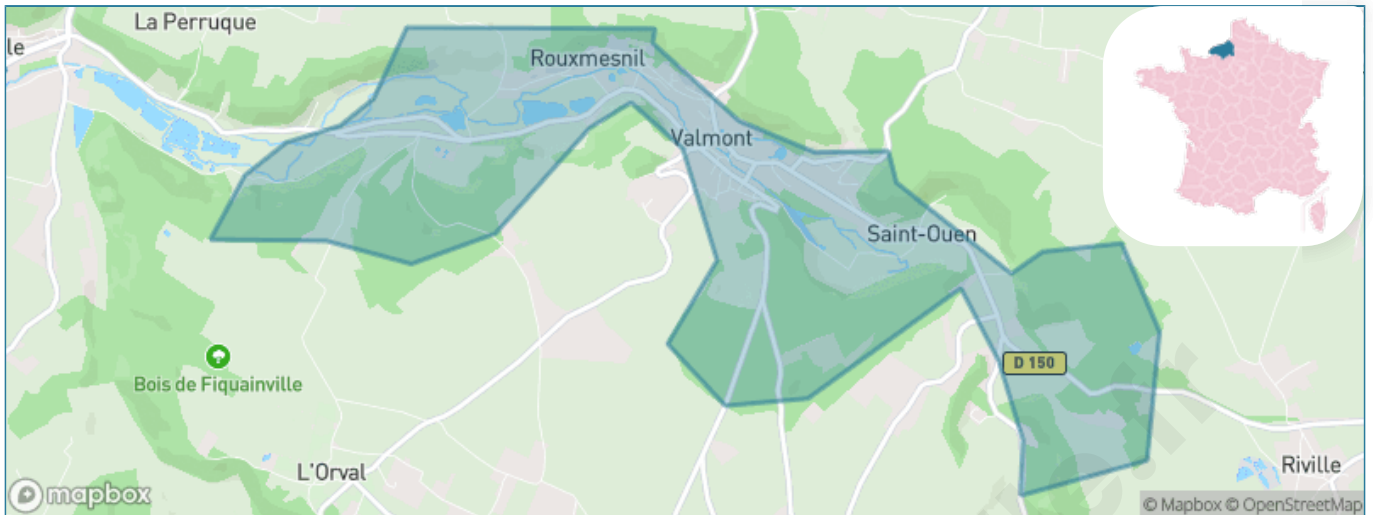 La Perruque
le
Rouxmesnil
Valmont
Saint-Ouen
D 150
Bois de Fiquainville
L'Orval
Riville
mapbox
© Mapbox © OpenStreetMap